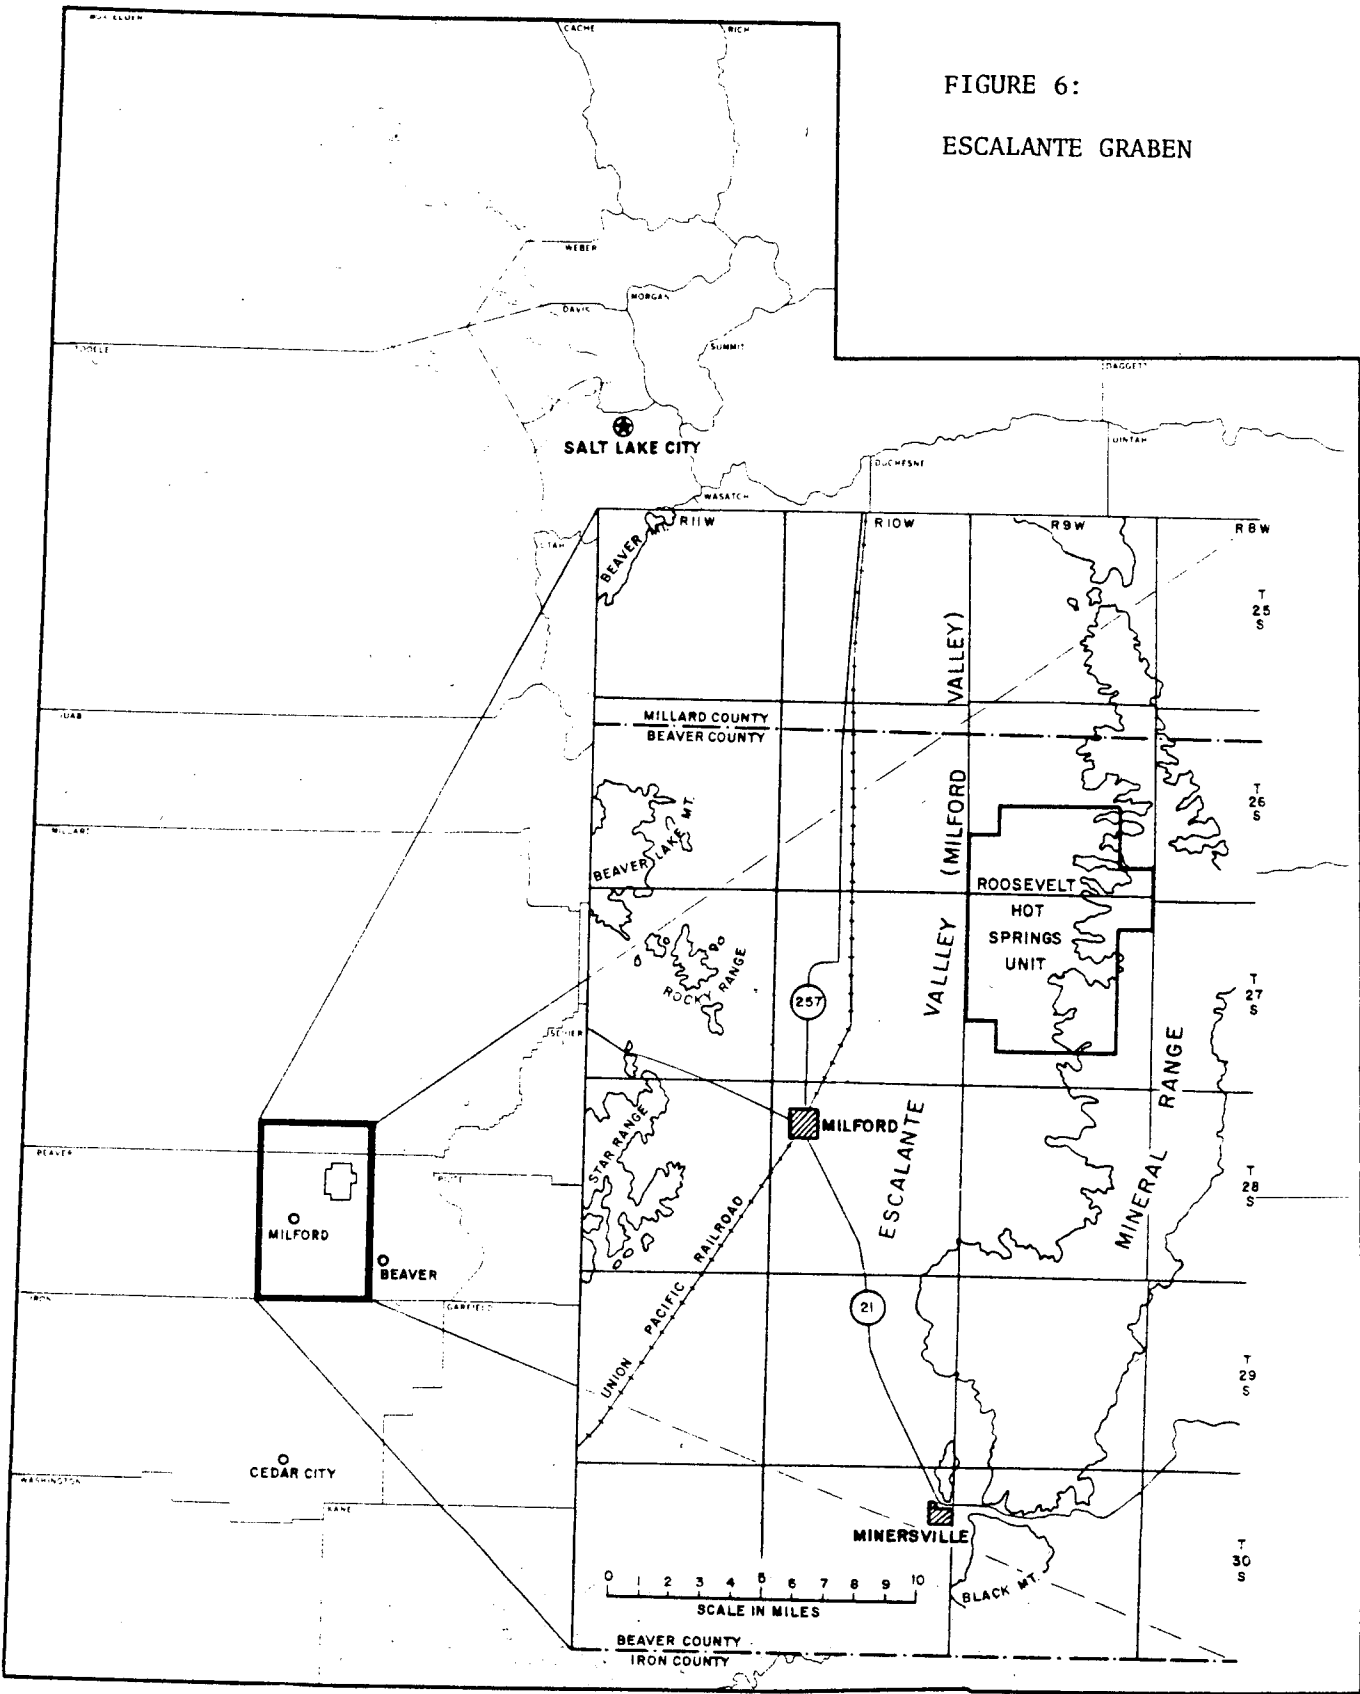 FIGURE 6:
ESCALANTE GRABEN
CACHE
RICH
WEBER
MORGAN
DAVIS
SUMMIT
TOOELE
DAGGETT
SALT LAKE CITY
UINTAH
DUCHESNE
WASATCH
UTAH
R11W
R10W
R9W
R8W
BEAVER MT.
T
25
S
JUAB
MILLARD COUNTY
BEAVER COUNTY
VALLLEY (MILFORD VALLEY)
T
26
S
MILLARD
BEAVER LAKE MT.
ROOSEVELT
HOT
SPRINGS
UNIT
ROCKY RANGE
257
T
27
S
SEVIER
MILFORD
STAR RANGE
ESCALANTE
MINERAL RANGE
BEAVER
T
28
S
MILFORD
BEAVER
UNION PACIFIC RAILROAD
IRON
GARFIELD
21
T
29
S
CEDAR CITY
WASHINGTON
KANE
MINERSVILLE
T
30
S
BLACK MT.
0 1 2 3 4 5 6 7 8 9 10
SCALE IN MILES
BEAVER COUNTY
IRON COUNTY